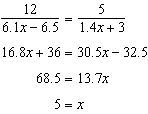 12/(6.1x − 6.5) = 5/(1.4x + 3)
16.8x + 36 = 30.5x − 32.5
68.5 = 13.7x
5 = x